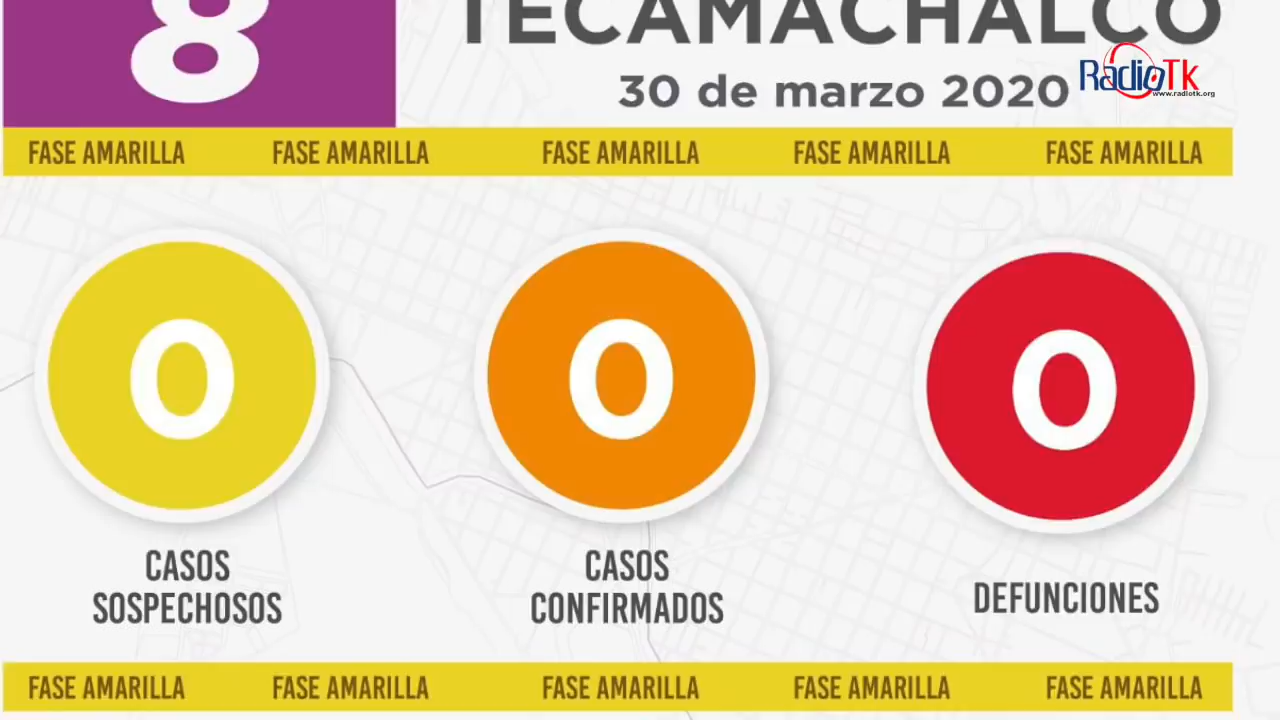 8
TECAMACHALCO
30 de marzo 2020
RadioTk
www.radiotk.org
FASE AMARILLA FASE AMARILLA FASE AMARILLA FASE AMARILLA FASE AMARILLA
0 0 0
CASOS
SOSPECHOSOS
CASOS
CONFIRMADOS
DEFUNCIONES
FASE AMARILLA FASE AMARILLA FASE AMARILLA FASE AMARILLA FASE AMARILLA